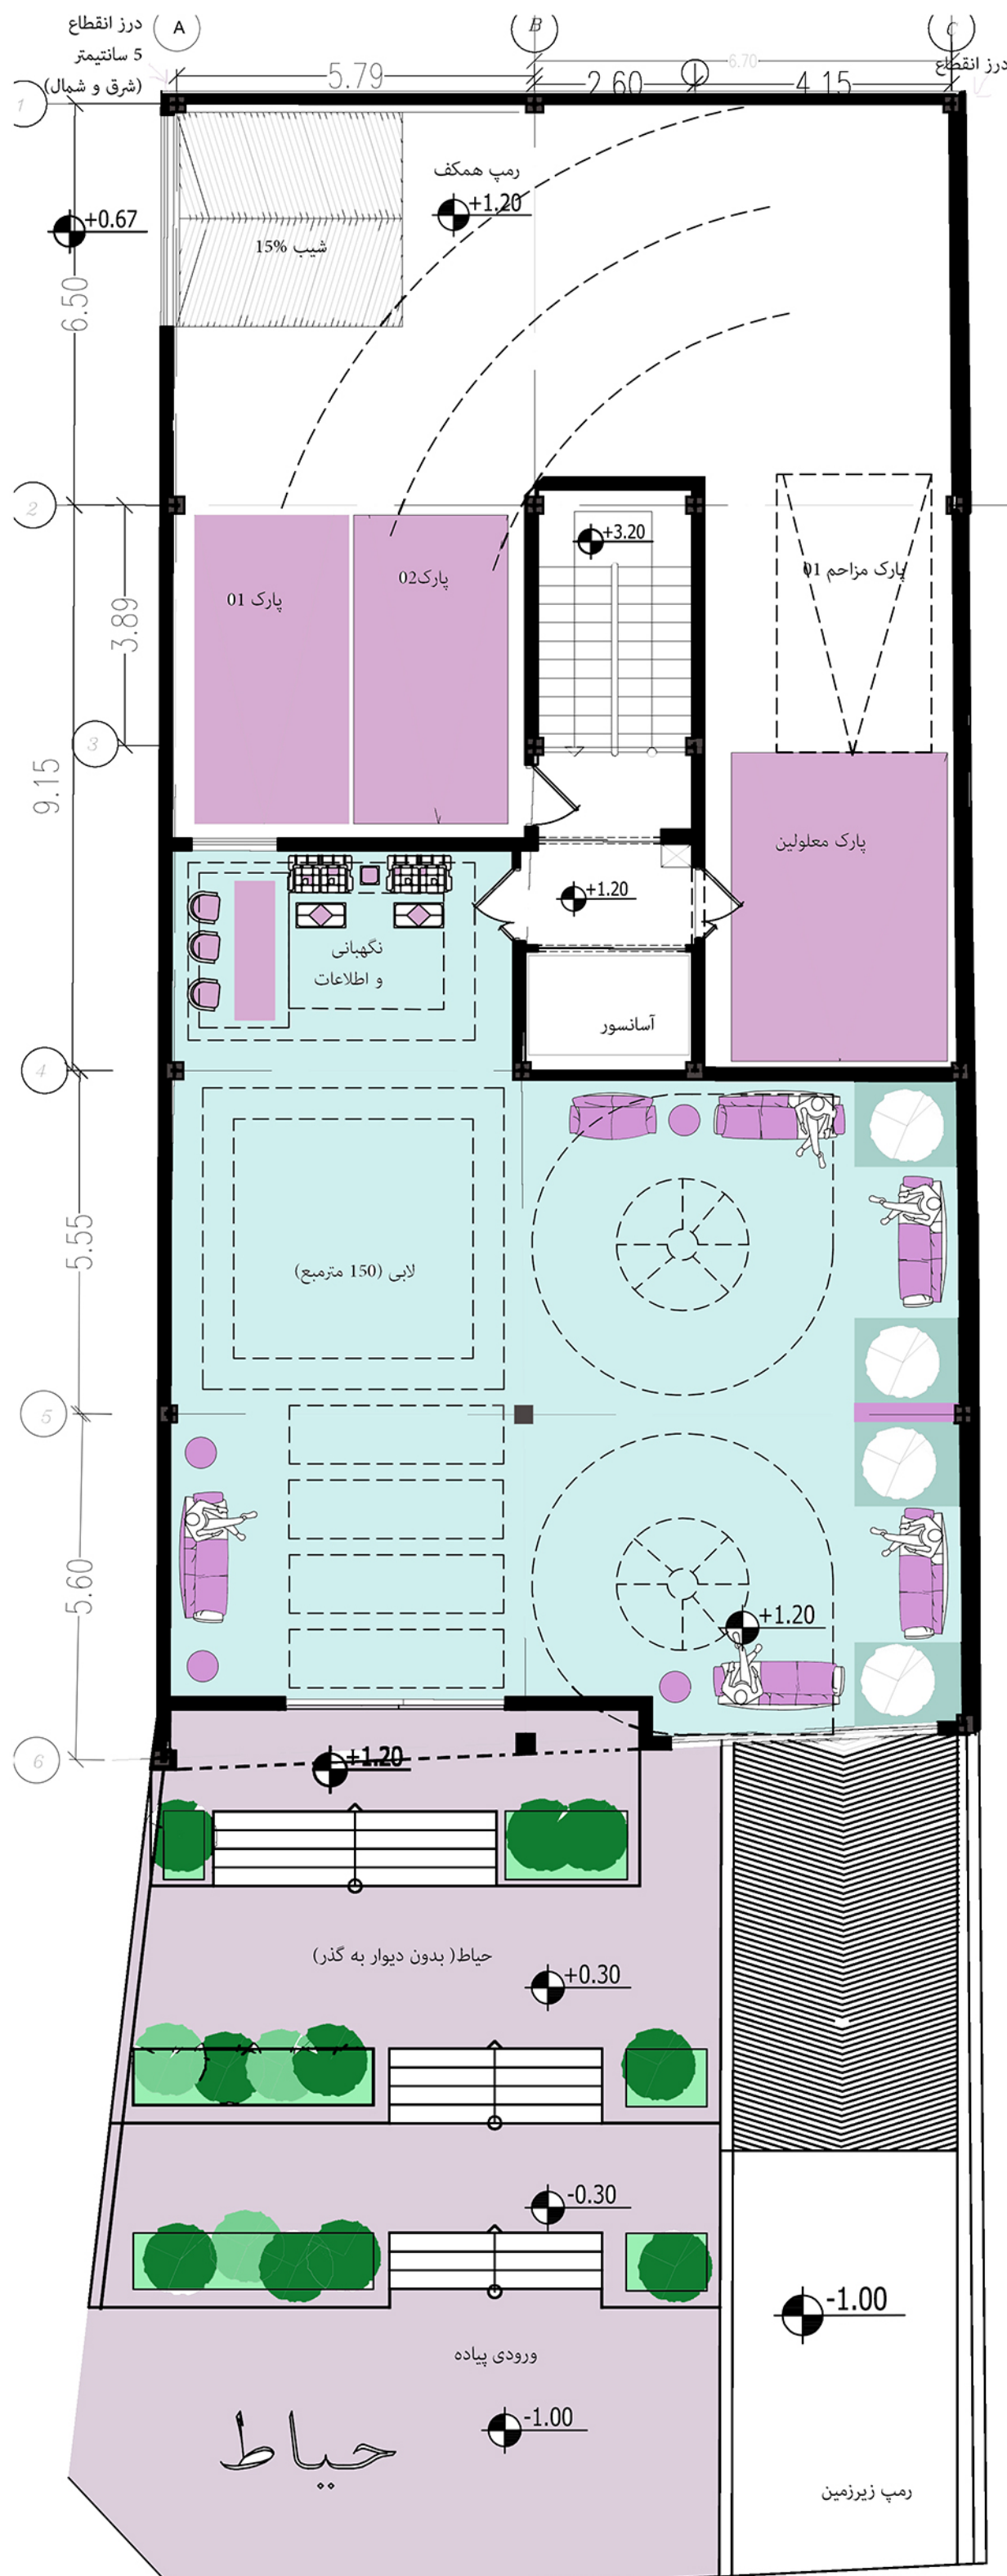 درز انقطاع
5 سانتیمتر
(شرق و شمال)
A
B
C
درز انقطاع
6.70
5.79
2.60
4.15
1
رمپ همکف
+1.20
+0.67
شیب 15%
6.50
2
+3.20
پارک مزاحم 01
پارک 01
پارک02
3.89
3
9.15
پارک معلولین
+1.20
نگهبانی
و اطلاعات
آسانسور
4
5.55
لابی (150 مترمبع)
5
5.60
+1.20
6
+1.20
حیاط( بدون دیوار به گذر)
+0.30
-0.30
-1.00
ورودی پیاده
-1.00
حیاط
رمپ زیرزمین